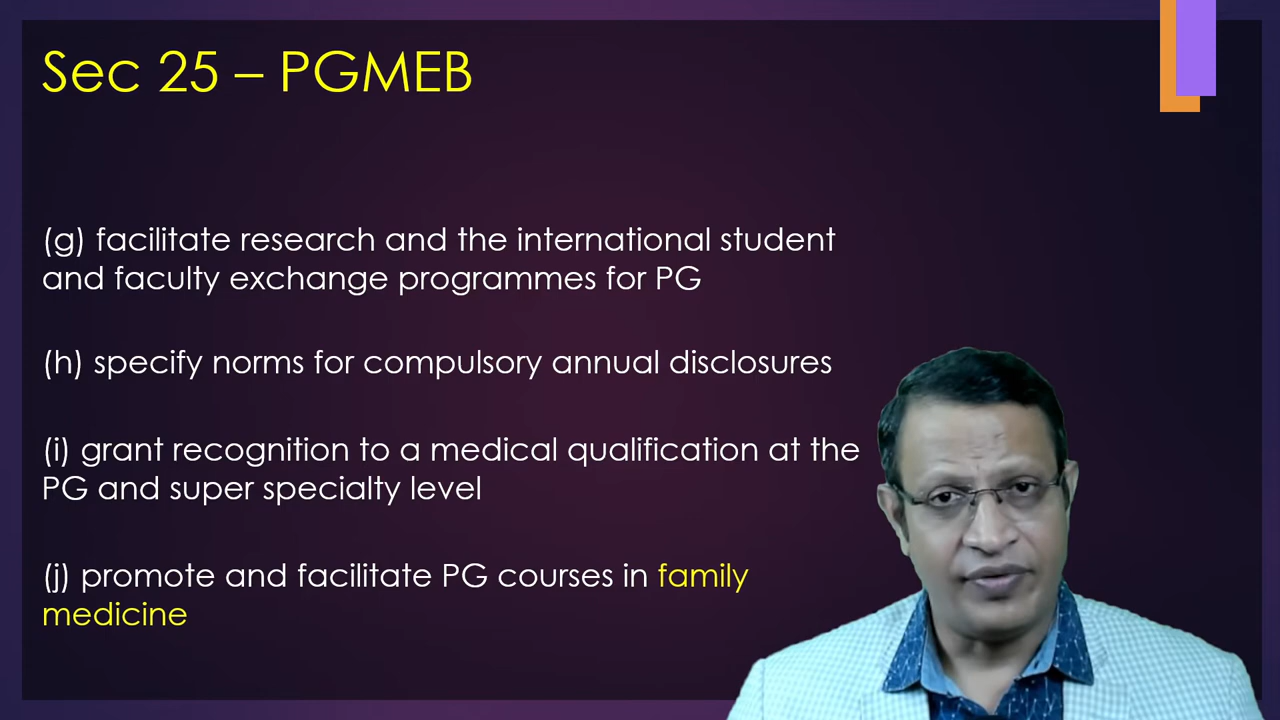 Sec 25 – PGMEB
(g) facilitate research and the international student
and faculty exchange programmes for PG
(h) specify norms for compulsory annual disclosures
(i) grant recognition to a medical qualification at the
PG and super specialty level
(j) promote and facilitate PG courses in family
medicine